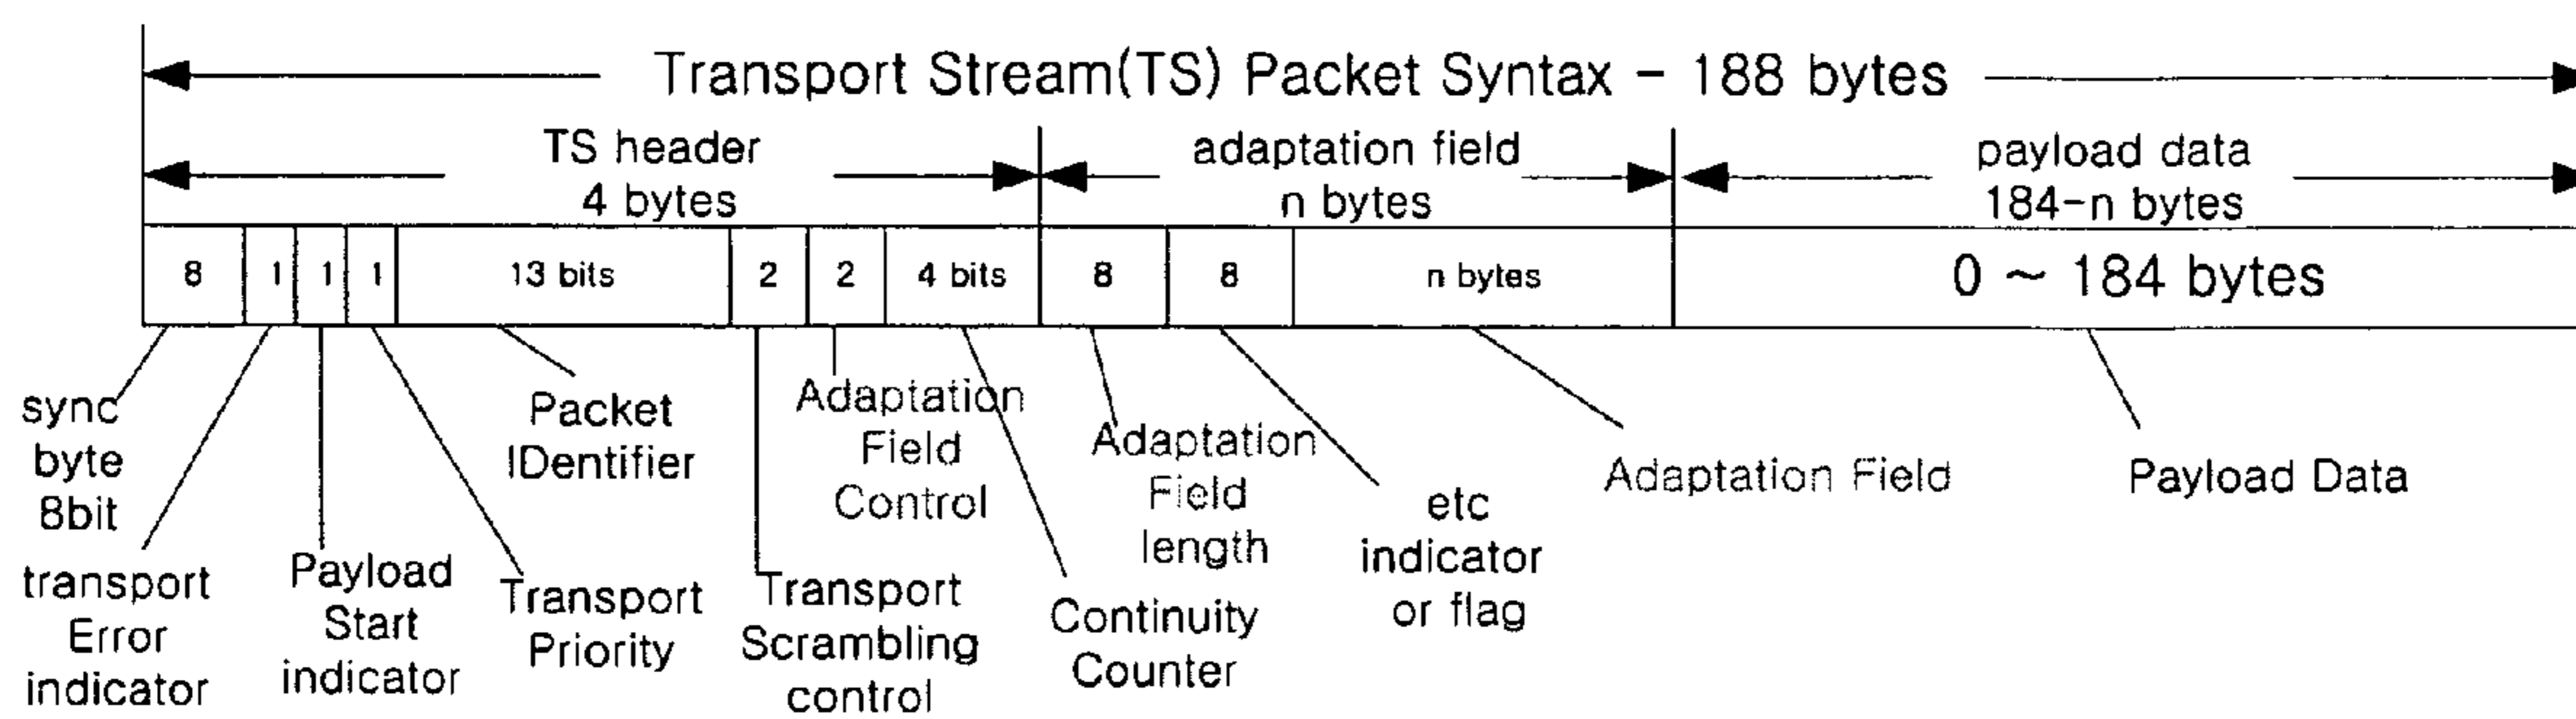 Transport Stream(TS) Packet Syntax - 188 bytes
TS header
4 bytes
adaptation field
n bytes
payload data
184-n bytes
8
1
1
1
13 bits
2
2
4 bits
8
8
n bytes
0 ~ 184 bytes
sync
byte
8bit
transport
Error
indicator
Payload
Start
indicator
Transport
Priority
Packet
IDentifier
Transport
Scrambling
control
Adaptation
Field
Control
Continuity
Counter
Adaptation
Field
length
etc
indicator
or flag
Adaptation Field
Payload Data